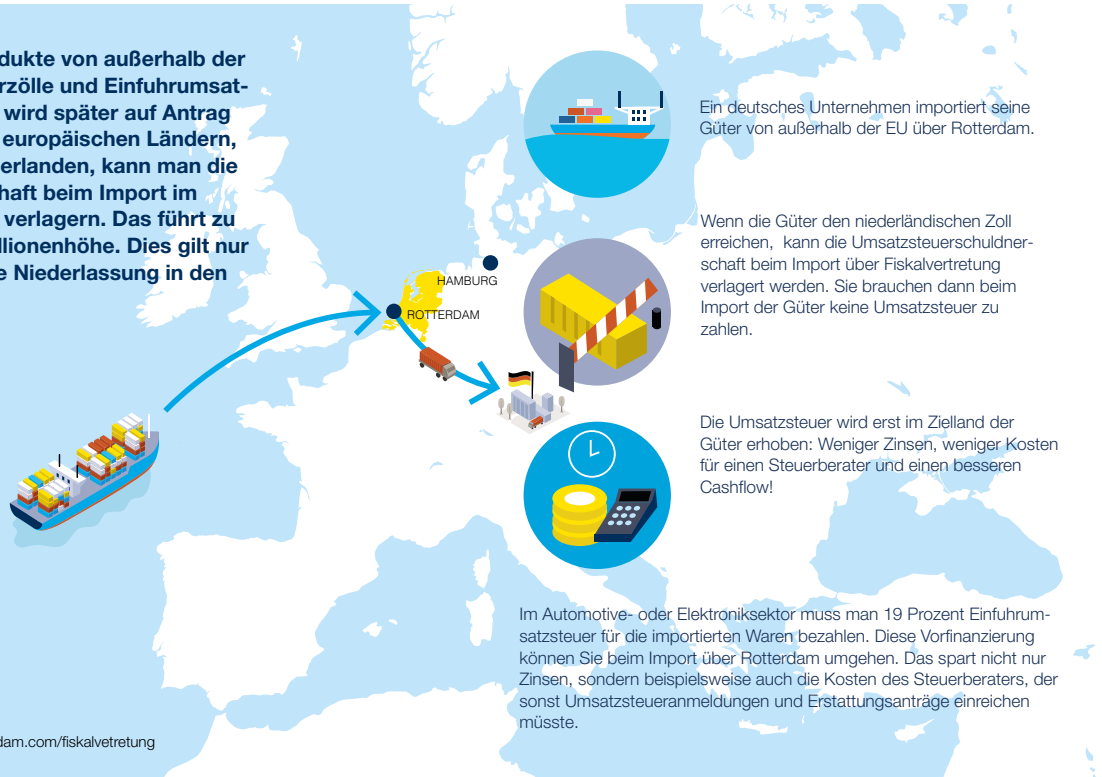 dukte von außerhalb der
rzölle und Einfuhrumsat-
wird später auf Antrag
europäischen Ländern,
erlanden, kann man die
haft beim Import im
verlagern. Das führt zu
llionenhöhe. Dies gilt nur
e Niederlassung in den
HAMBURG
ROTTERDAM
Ein deutsches Unternehmen importiert seine
Güter von außerhalb der EU über Rotterdam.
Wenn die Güter den niederländischen Zoll
erreichen, kann die Umsatzsteuerschuldner-
schaft beim Import über Fiskalvertretung
verlagert werden. Sie brauchen dann beim
Import der Güter keine Umsatzsteuer zu
zahlen.
Die Umsatzsteuer wird erst im Zielland der
Güter erhoben: Weniger Zinsen, weniger Kosten
für einen Steuerberater und einen besseren
Cashflow!
Im Automotive- oder Elektroniksektor muss man 19 Prozent Einfuhrum-
satzsteuer für die importierten Waren bezahlen. Diese Vorfinanzierung
können Sie beim Import über Rotterdam umgehen. Das spart nicht nur
Zinsen, sondern beispielsweise auch die Kosten des Steuerberaters, der
sonst Umsatzsteueranmeldungen und Erstattungsanträge einreichen
müsste.
dam.com/fiskalvetretung